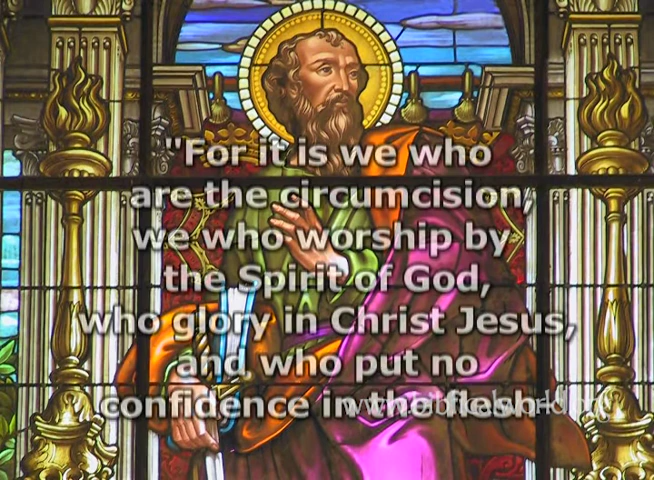 "For it is we who
are the circumcision,
we who worship by
the Spirit of God,
who glory in Christ Jesus,
and who put no
confidence in the flesh